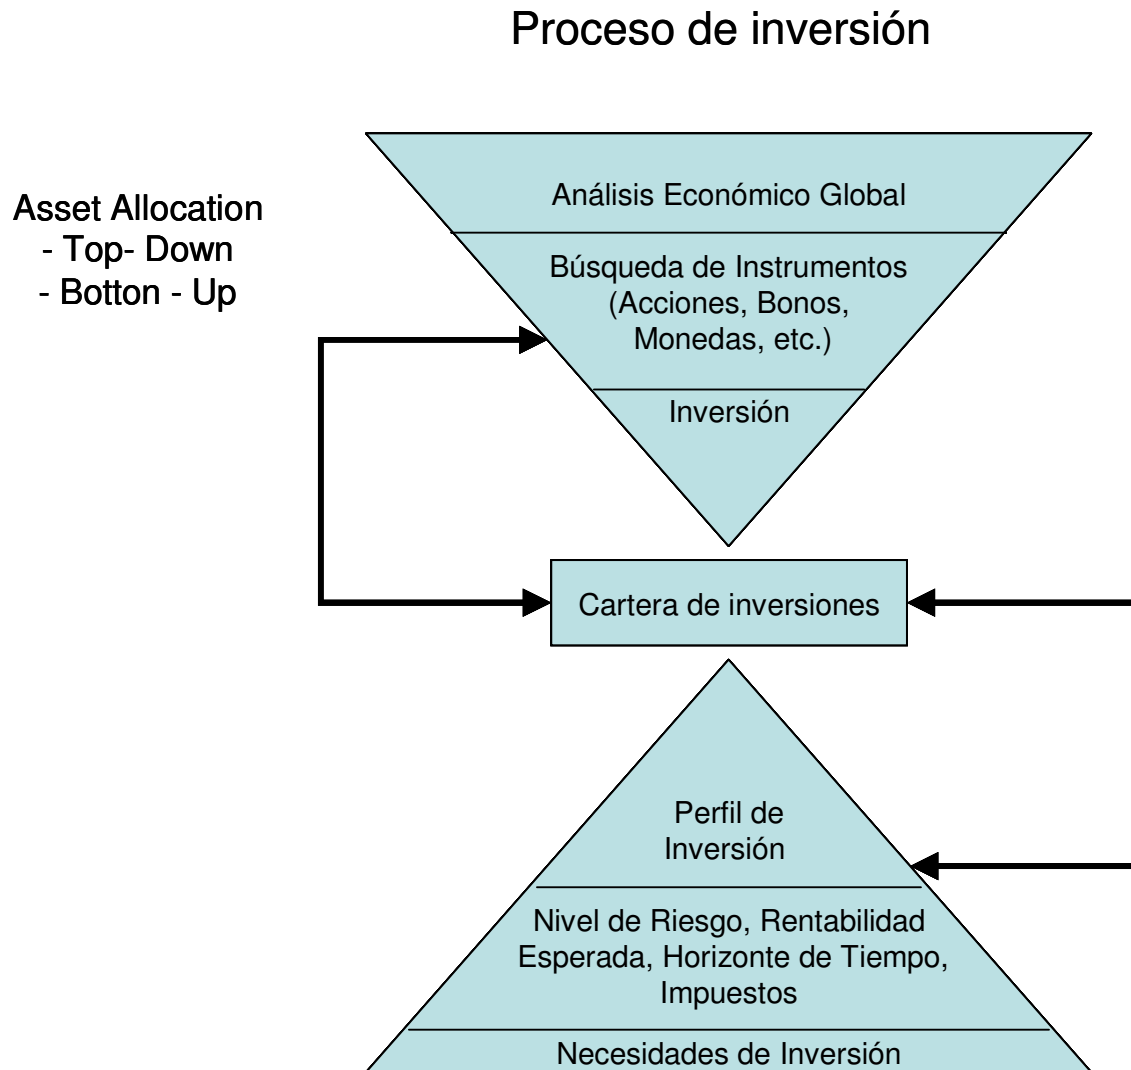 Proceso de inversión
Asset Allocation
- Top- Down
- Botton - Up
Análisis Económico Global
Búsqueda de Instrumentos
(Acciones, Bonos,
Monedas, etc.)
Inversión
Cartera de inversiones
Perfil de
Inversión
Nivel de Riesgo, Rentabilidad
Esperada, Horizonte de Tiempo,
Impuestos
Necesidades de Inversión